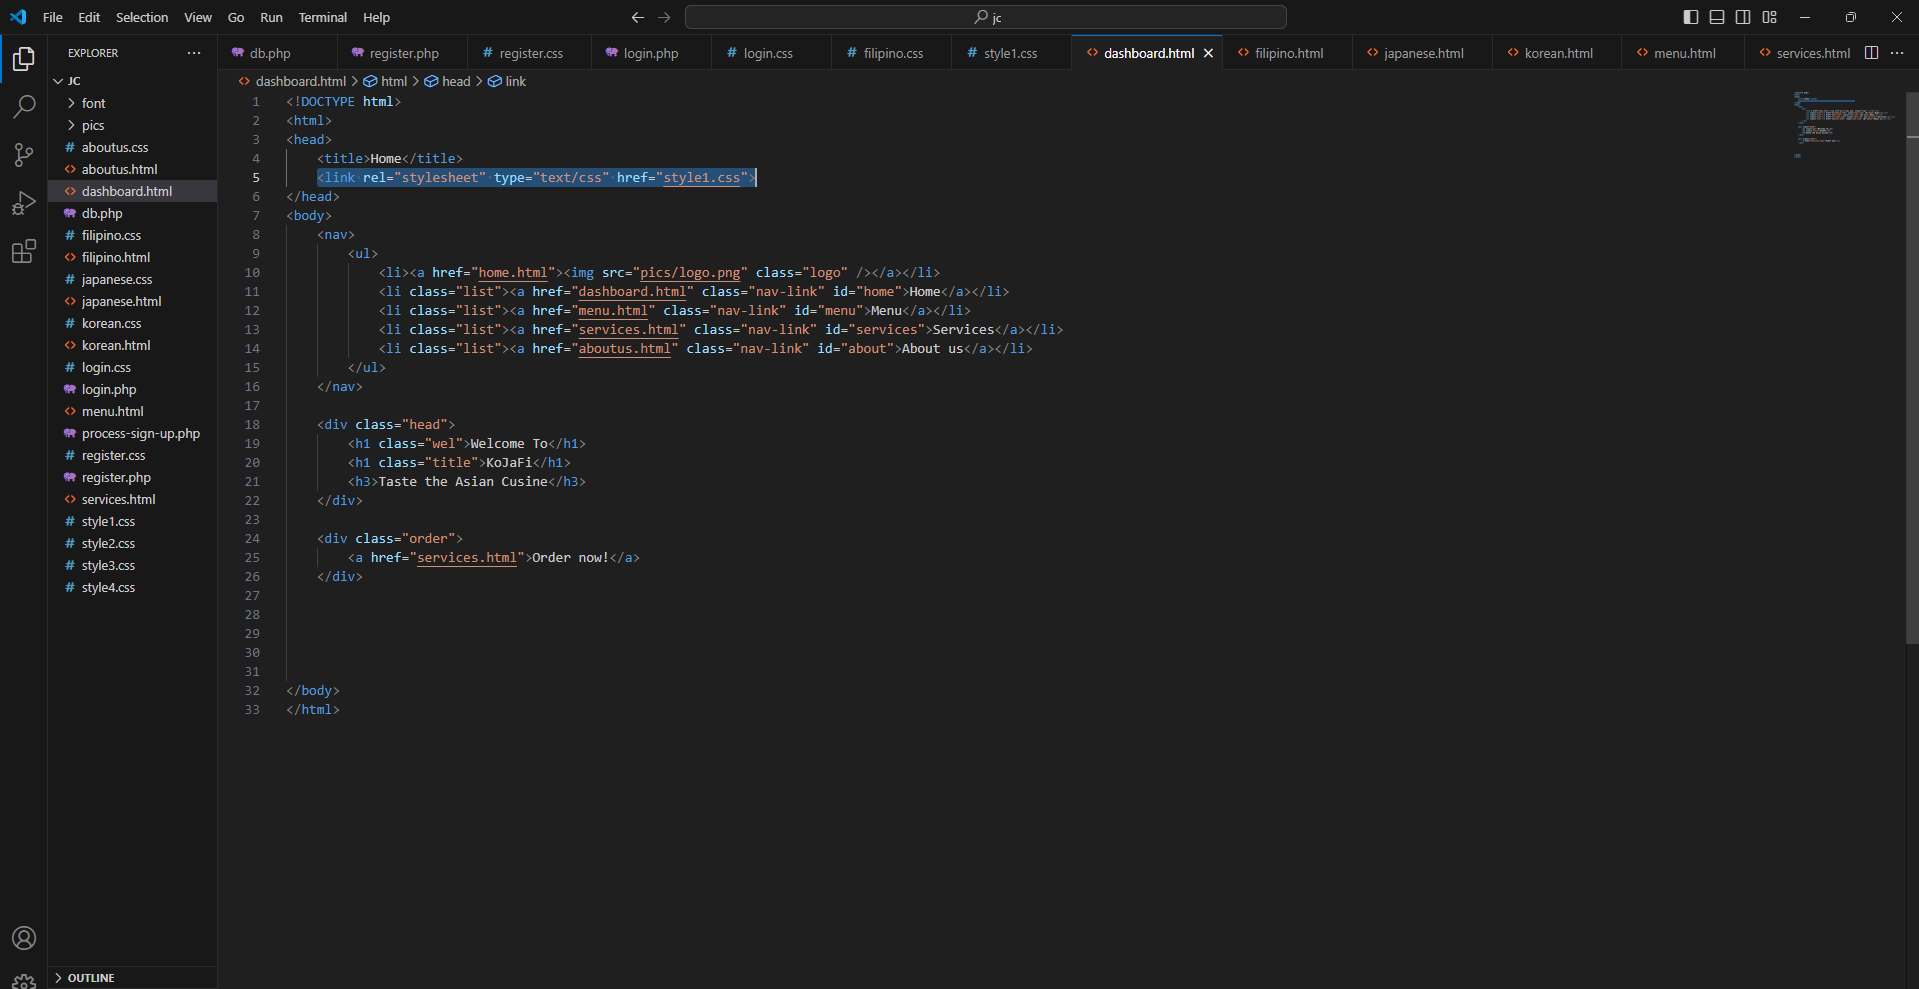 File Edit Selection View Go Run Terminal Help
jc
EXPLORER
JC
font
pics
aboutus.css
aboutus.html
dashboard.html
db.php
filipino.css
filipino.html
japanese.css
japanese.html
korean.css
korean.html
login.css
login.php
menu.html
process-sign-up.php
register.css
register.php
services.html
style1.css
style2.css
style3.css
style4.css
OUTLINE
db.php register.php register.css login.php login.css filipino.css style1.css dashboard.html filipino.html japanese.html korean.html menu.html services.html
dashboard.html > html > head > link
1 <!DOCTYPE html>
2 <html>
3 <head>
4 <title>Home</title>
5 <link rel="stylesheet" type="text/css" href="style1.css">
6 </head>
7 <body>
8 <nav>
9 <ul>
10 <li><a href="home.html"><img src="pics/logo.png" class="logo" /></a></li>
11 <li class="list"><a href="dashboard.html" class="nav-link" id="home">Home</a></li>
12 <li class="list"><a href="menu.html" class="nav-link" id="menu">Menu</a></li>
13 <li class="list"><a href="services.html" class="nav-link" id="services">Services</a></li>
14 <li class="list"><a href="aboutus.html" class="nav-link" id="about">About us</a></li>
15 </ul>
16 </nav>
17
18 <div class="head">
19 <h1 class="wel">Welcome To</h1>
20 <h1 class="title">KoJaFi</h1>
21 <h3>Taste the Asian Cusine</h3>
22 </div>
23
24 <div class="order">
25 <a href="services.html">Order now!</a>
26 </div>
27
28
29
30
31
32 </body>
33 </html>